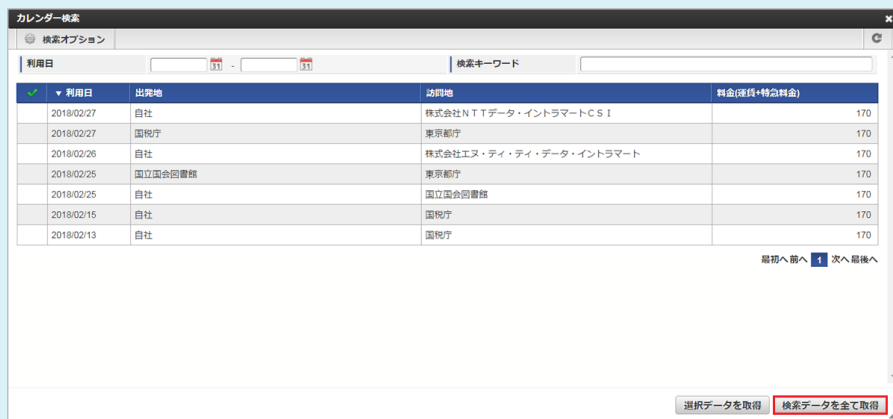 カレンダー検索
検索オプション
利用日 31 - 31 検索キーワード
▼ 利用日 出発地 訪問地 料金(運賃+特急料金)
2018/02/27 自社 株式会社ＮＴＴデータ・イントラマートＣＳＩ 170
2018/02/27 国税庁 東京都庁 170
2018/02/26 自社 株式会社エヌ・ティ・ティ・データ・イントラマート 170
2018/02/25 国立国会図書館 東京都庁 170
2018/02/25 自社 国立国会図書館 170
2018/02/15 自社 国税庁 170
2018/02/13 自社 国税庁 170
最初へ 前へ 1 次へ 最後へ
選択データを取得 検索データを全て取得